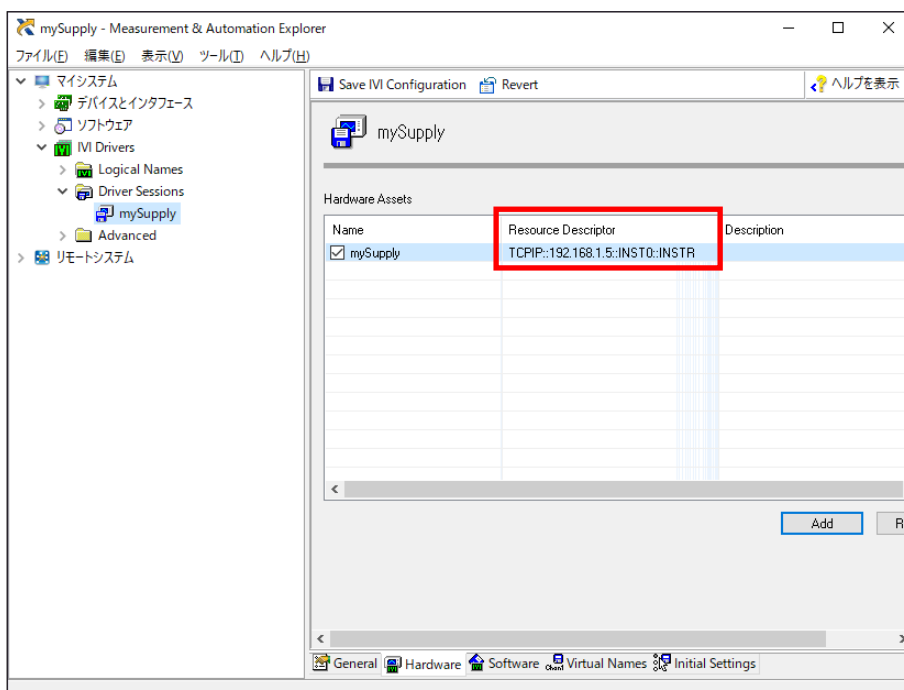 mySupply - Measurement & Automation Explorer
ファイル(F) 編集(E) 表示(V) ツール(T) ヘルプ(H)
マイシステム
デバイスとインタフェース
ソフトウェア
IVI Drivers
Logical Names
Driver Sessions
mySupply
Advanced
リモートシステム
Save IVI Configuration Revert ヘルプを表示
mySupply
Hardware Assets
Name Resource Descriptor Description
mySupply TCPIP::192.168.1.5::INST0::INSTR
Add R
General Hardware Software Virtual Names Initial Settings